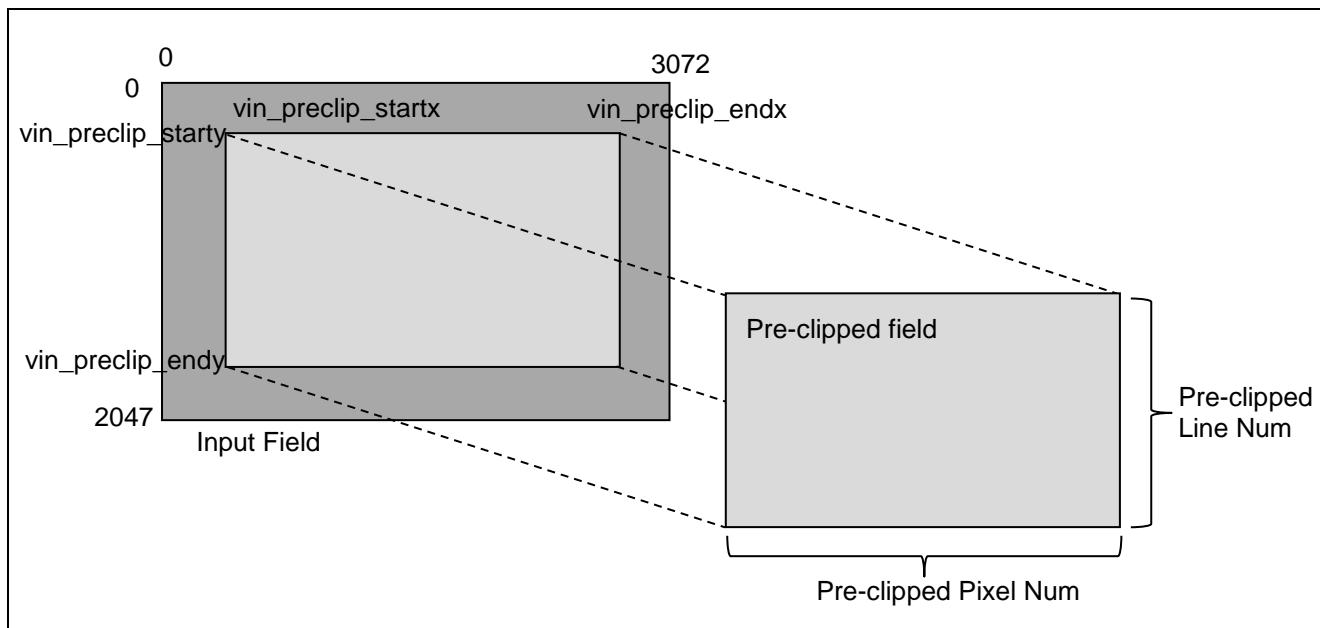 0
3072
0
vin_preclip_startx
vin_preclip_endx
vin_preclip_starty
vin_preclip_endy
2047
Input Field
Pre-clipped field
Pre-clipped
Line Num
Pre-clipped Pixel Num